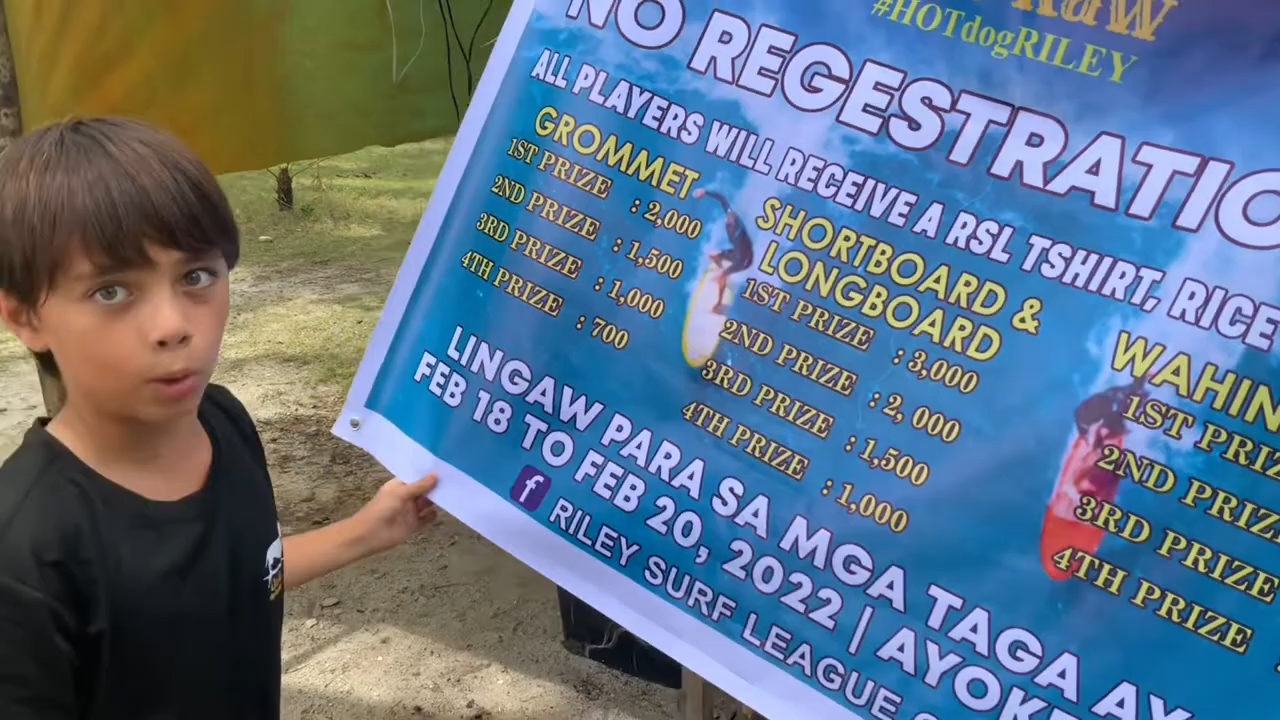 #HOTdogRILEY
NO REGESTRATIO
ALL PLAYERS WILL RECEIVE A RSL TSHIRT, RICE
GROMMET
1ST PRIZE : 2,000
2ND PRIZE : 1,500
3RD PRIZE : 1,000
4TH PRIZE : 700
SHORTBOARD &
LONGBOARD
1ST PRIZE : 3,000
2ND PRIZE : 2, 000
3RD PRIZE : 1,500
4TH PRIZE : 1,000
WAHIN
1ST PRIZ
2ND PRIZ
3RD PRIZE
4TH PRIZE
LINGAW PARA SA MGA TAGA AY
FEB 18 TO FEB 20, 2022 | AYOKE
f RILEY SURF LEAGUE